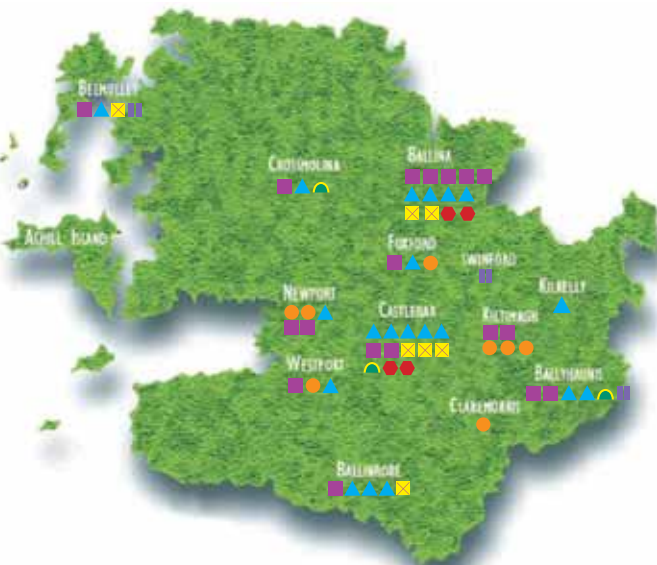 BELMULLET
CROSSMOLINA
BALLINA
ACHILL ISLAND
FOXFORD
SWINFORD
NEWPORT
KILKELLY
CASTLEBAR
KILTIMAGH
WESTPORT
BALLYHAUNIS
CLAREMORRIS
BALLINROBE